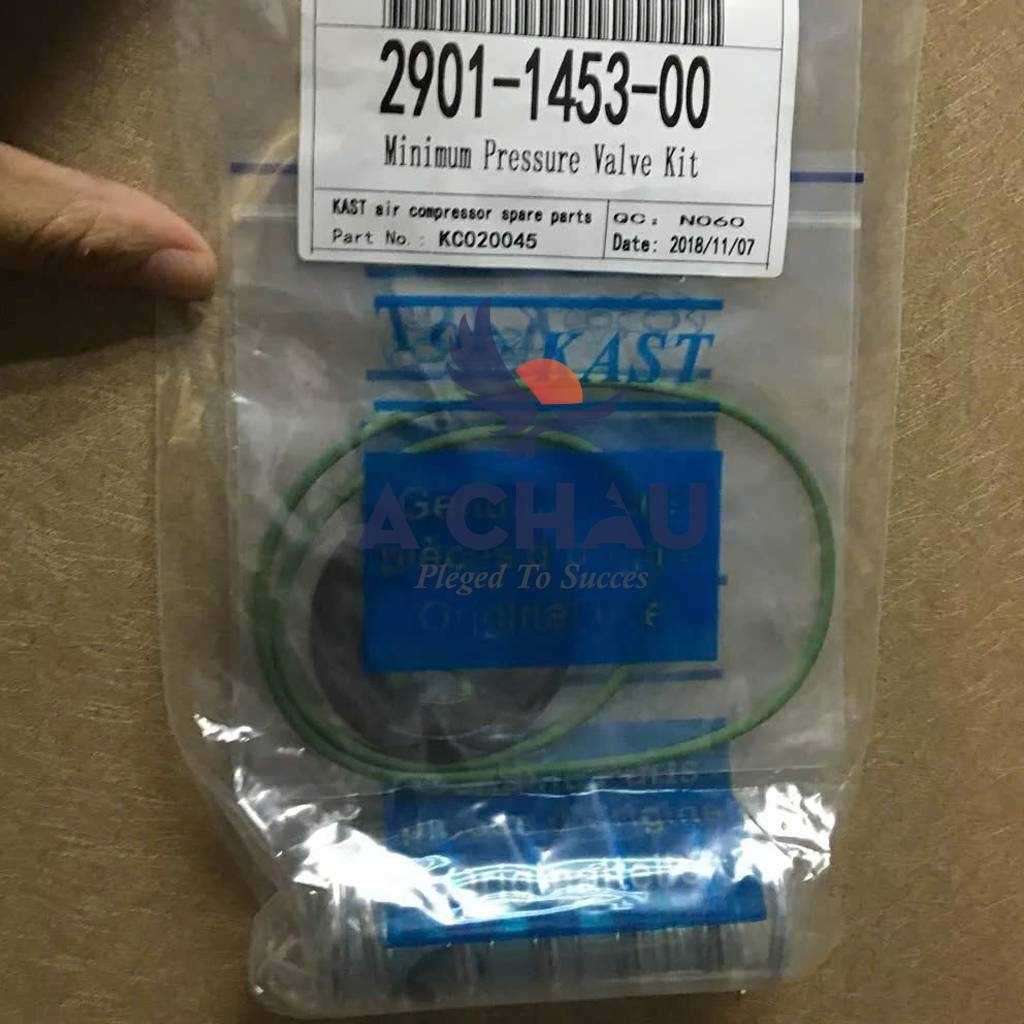 2901-1453-00
Minimum Pressure Valve Kit
KAST air compressor spare parts
Part No.: KC020045
QC: N060
Date: 2018/11/07
KAST
A CHAU
Pleged To Succes